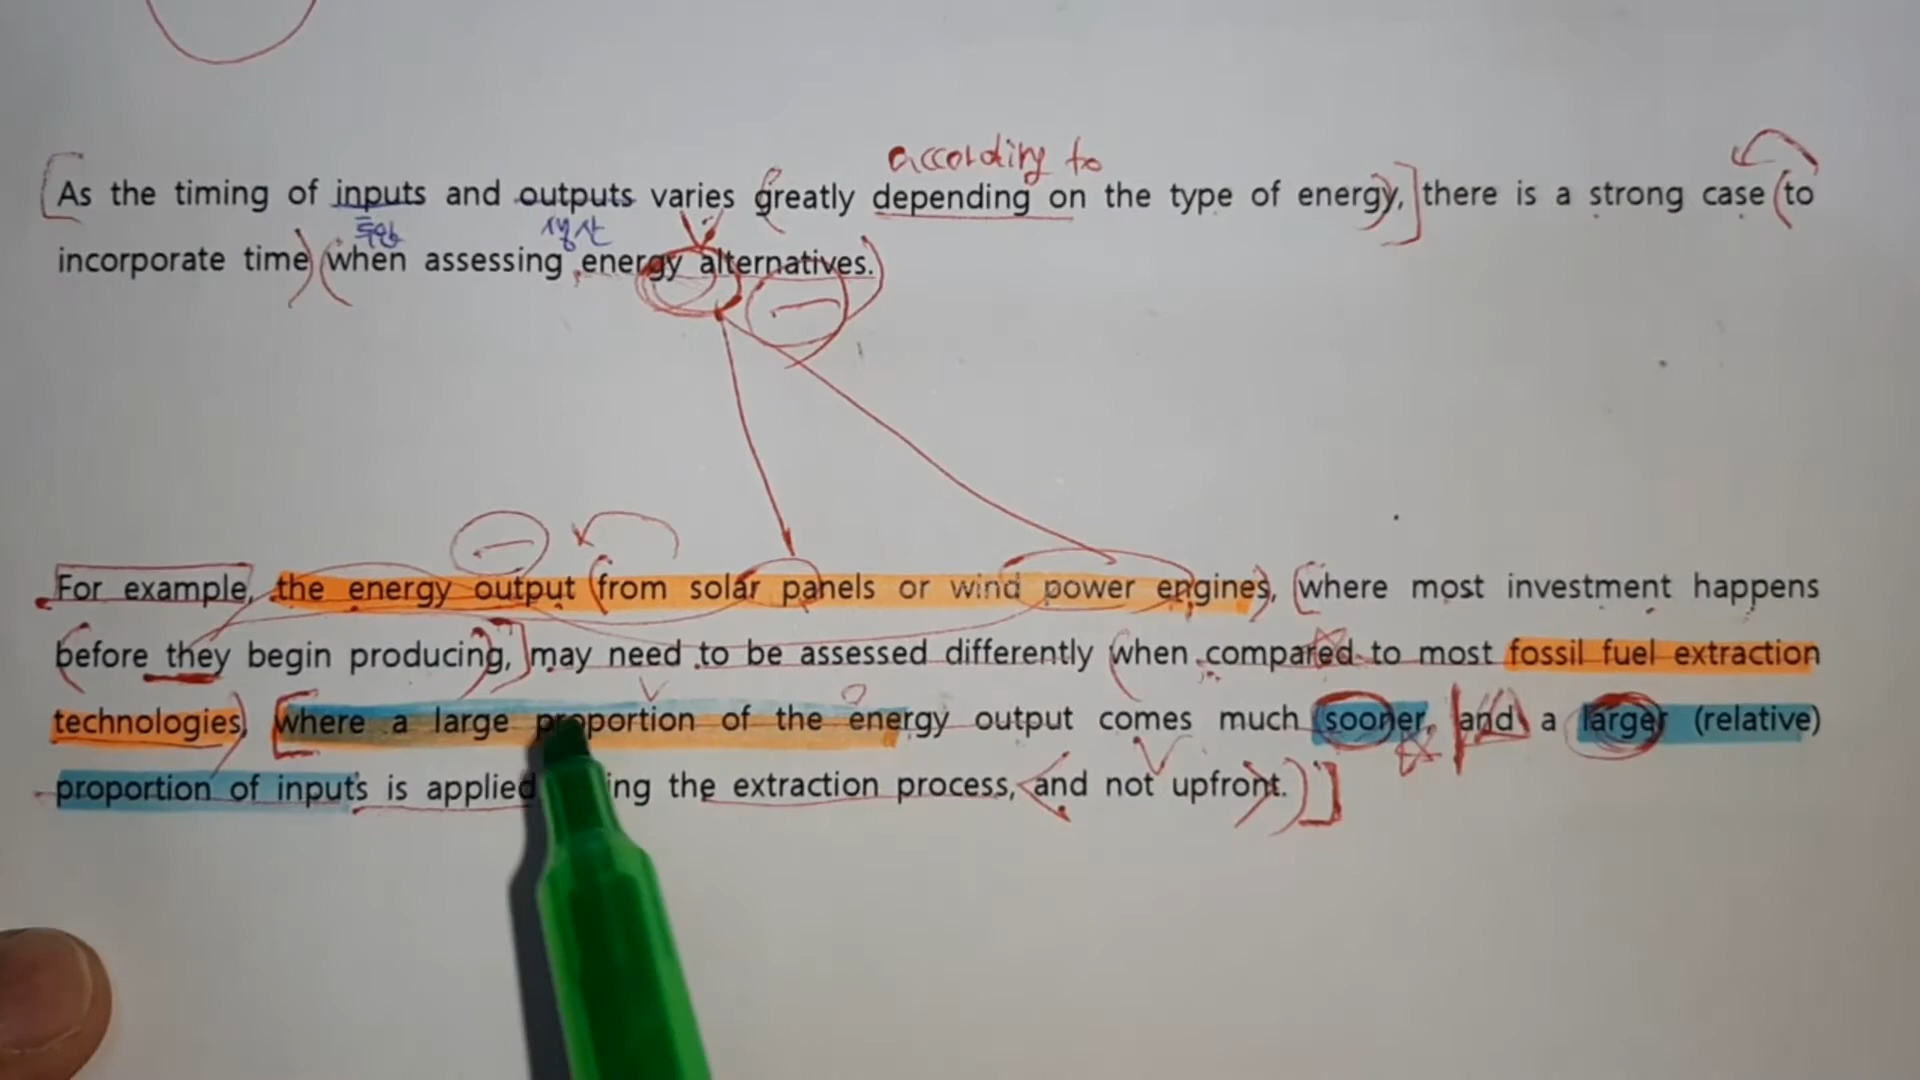 according to
As the timing of inputs and outputs varies greatly depending on the type of energy, there is a strong case to
투입 생산
incorporate time when assessing energy alternatives.
For example, the energy output from solar panels or wind power engines, where most investment happens
before they begin producing, may need to be assessed differently when compared to most fossil fuel extraction
technologies, where a large proportion of the energy output comes much sooner, and a larger (relative)
proportion of inputs is applied ing the extraction process, and not upfront.